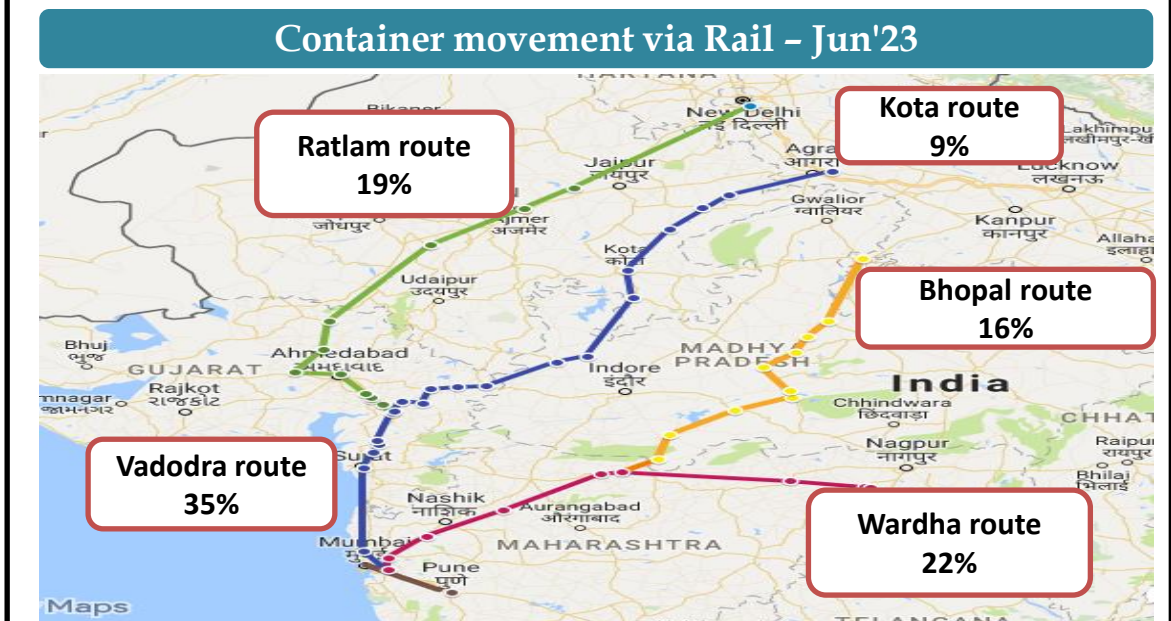 Container movement via Rail – Jun'23
Bikaner
New Delhi
नई दिल्ली
Kota route
9%
Ratlam route
19%
Jaipur
जयपुर
Agra
आगरा
Lucknow
लखनऊ
जोधपुर
अजमेर
Gwalior
ग्वालियर
Kanpur
कानपुर
Kota
कोटा
Udaipur
उदयपुर
Bhopal route
16%
Bhuj
ભુજ
GUJARAT
Ahmedabad
અમદાવાદ
MADHYA
PRADESH
Rajkot
રાજકોટ
Indore
इंदौर
India
Chhindwara
छिंदवाड़ा
Nagpur
नागपुर
Raipur
रायपुर
Bhilai
भिलाई
Vadodra route
35%
Surat
Nashik
नाशिक
Aurangabad
औरंगाबाद
Wardha route
22%
Mumbai
MAHARASHTRA
Pune
पुणे
Maps